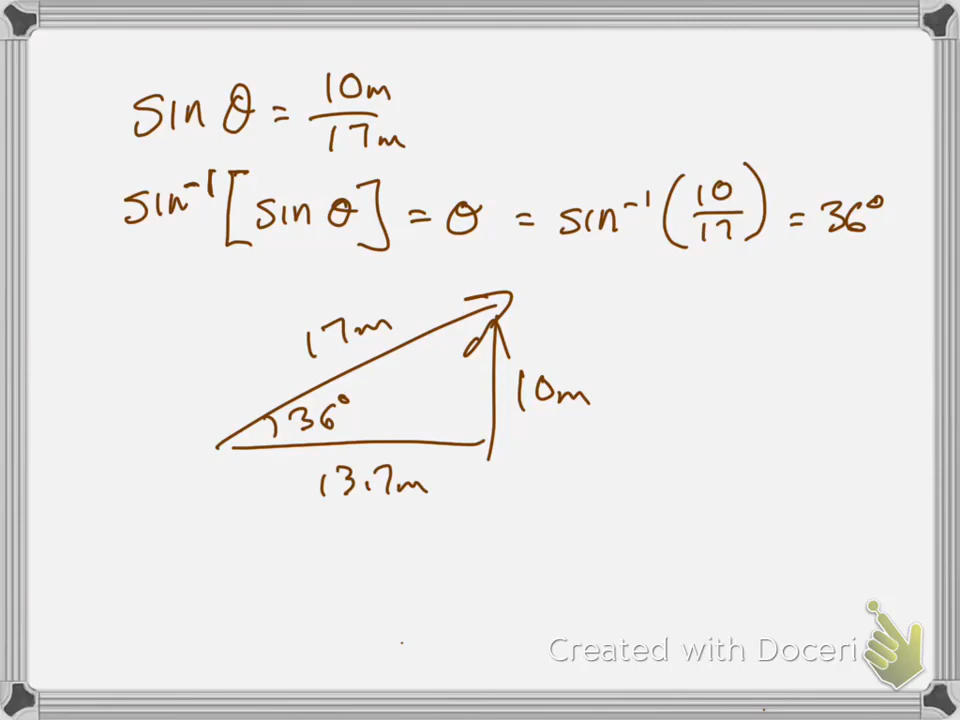 sin θ = 10m/17m
sin⁻¹[sin θ] = θ = sin⁻¹(10/17) = 36°
17m
36°
10m
13.7m
Created with Doceri